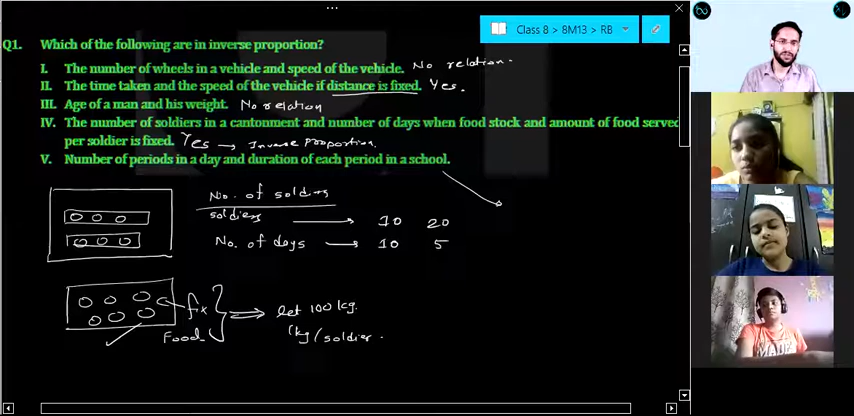 Class 8 > 8M13 > RB
Q1. Which of the following are in inverse proportion?
I. The number of wheels in a vehicle and speed of the vehicle. No relation.
II. The time taken and the speed of the vehicle if distance is fixed. Yes.
III. Age of a man and his weight. No relation
IV. The number of soldiers in a cantonment and number of days when food stock and amount of food served
per soldier is fixed. Yes → Inverse Proportion.
V. Number of periods in a day and duration of each period in a school.
No. of soldiers
soldiers → 10 20
No. of days → 10 5
fix
Food
let 100 kg.
1kg/soldier.
MADE